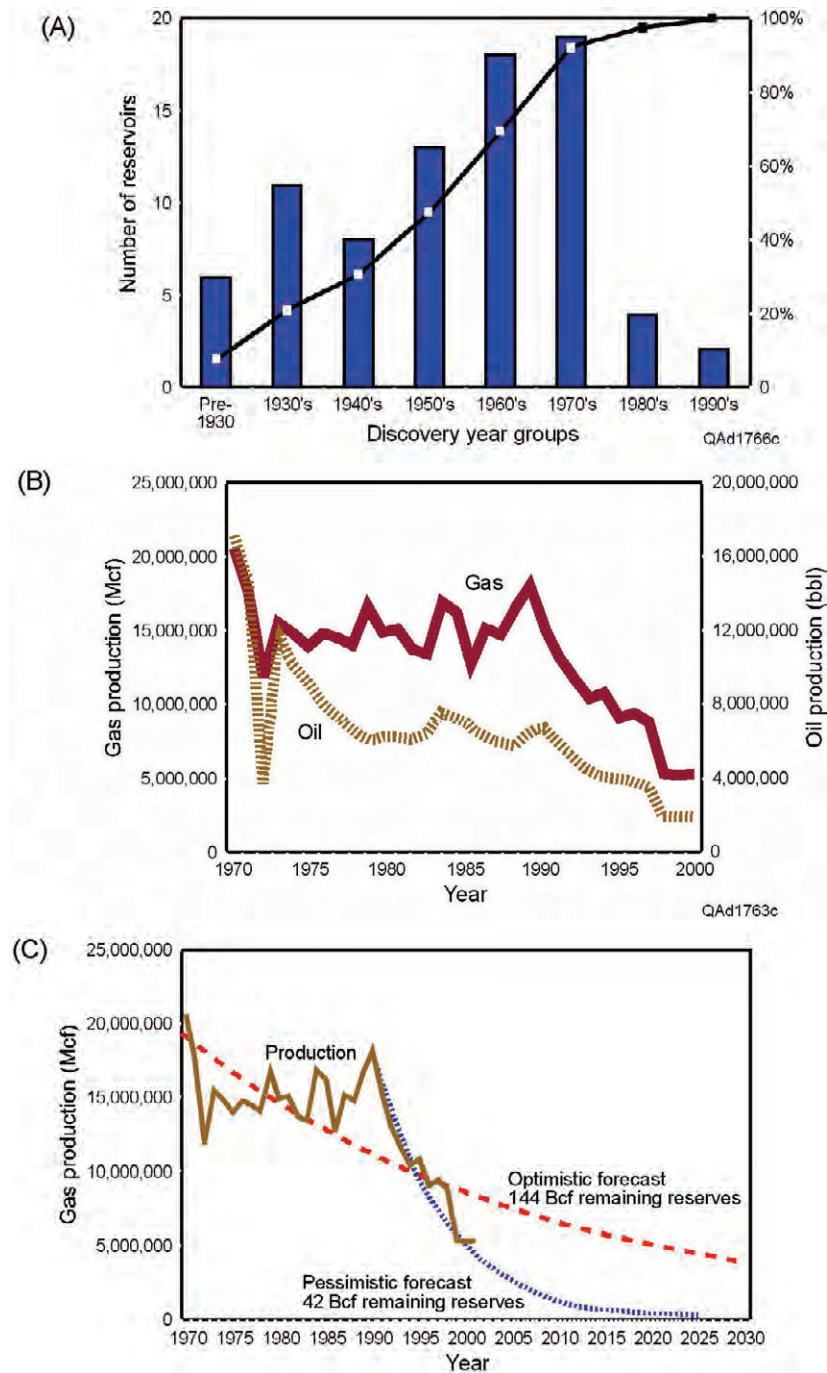 (A)
20
15
10
5
0
Number of reservoirs
100%
80%
60%
40%
20%
0
Pre-
1930
1930's
1940's
1950's
1960's
1970's
1980's
1990's
Discovery year groups
QAd1766c
(B)
25,000,000
20,000,000
15,000,000
10,000,000
5,000,000
0
Gas production (Mcf)
Gas
Oil
20,000,000
16,000,000
12,000,000
8,000,000
4,000,000
0
Oil production (bbl)
1970
1975
1980
1985
1990
1995
2000
Year
QAd1763c
(C)
25,000,000
20,000,000
15,000,000
10,000,000
5,000,000
0
Gas production (Mcf)
Production
Optimistic forecast
144 Bcf remaining reserves
Pessimistic forecast
42 Bcf remaining reserves
1970
1975
1980
1985
1990
1995
2000
2005
2010
2015
2020
2025
2030
Year